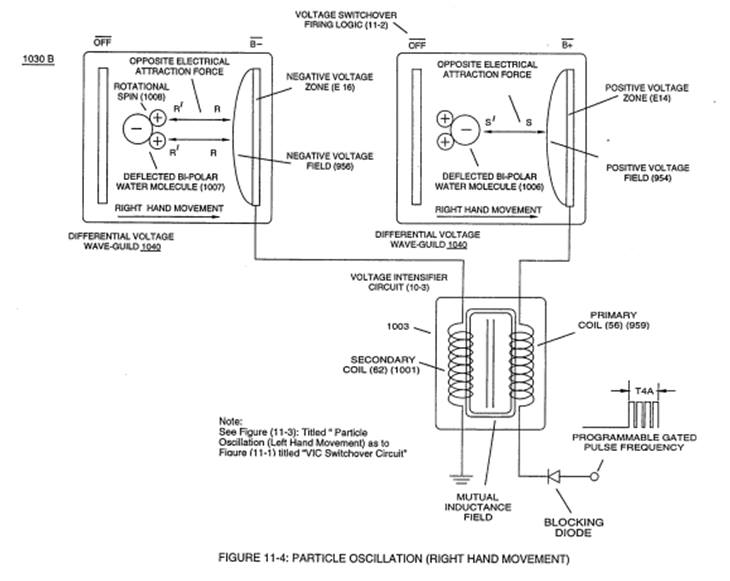 VOLTAGE SWITCHOVER
FIRING LOGIC (11-2)
OFF
B-
OFF
B+
1030 B
OPPOSITE ELECTRICAL
ATTRACTION FORCE
ROTATIONAL
SPIN (1008)
R' R
R' R
DEFLECTED BI-POLAR
WATER MOLECULE (1007)
RIGHT HAND MOVEMENT
NEGATIVE VOLTAGE
ZONE (E 16)
NEGATIVE VOLTAGE
FIELD (956)
DIFFERENTIAL VOLTAGE
WAVE-GUILD 1040
OPPOSITE ELECTRICAL
ATTRACTION FORCE
S' S
DEFLECTED BI-POLAR
WATER MOLECULE (1006)
RIGHT HAND MOVEMENT
POSITIVE VOLTAGE
ZONE (E14)
POSITIVE VOLTAGE
FIELD (954)
DIFFERENTIAL VOLTAGE
WAVE-GUILD 1040
VOLTAGE INTENSIFIER
CIRCUIT (10-3)
1003
SECONDARY
COIL (62) (1001)
PRIMARY
COIL (56) (959)
T4A
PROGRAMMABLE GATED
PULSE FREQUENCY
Note:
See Figure (11-3): Titled " Particle
Oscillation (Left Hand Movement) as to
Figure (11-1) titled "VIC Switchover Circuit"
MUTUAL
INDUCTANCE
FIELD
BLOCKING
DIODE
FIGURE 11-4: PARTICLE OSCILLATION (RIGHT HAND MOVEMENT)